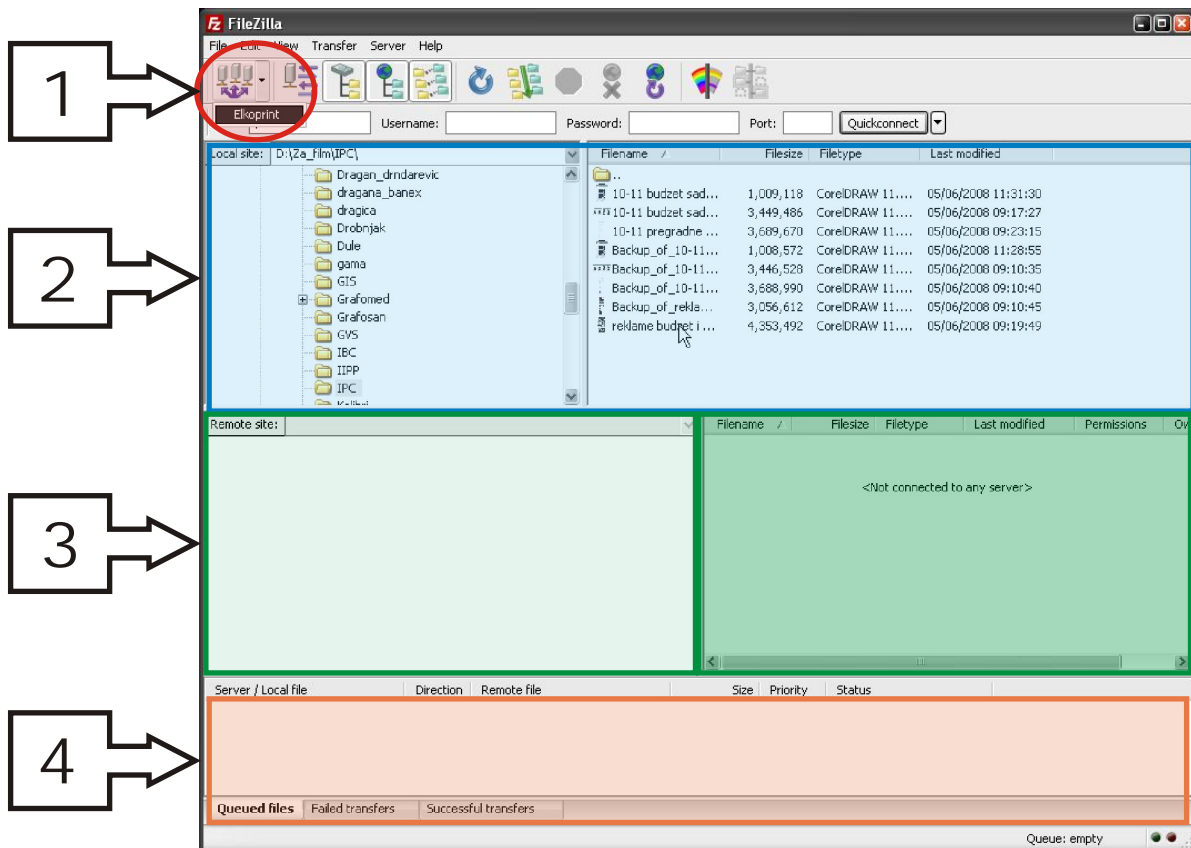 FileZilla
File Edit View Transfer Server Help
1
Elkoprint
Username: Password: Port: Quickconnect
Local site: D:\Za_film\IPC\
Dragan_drndarevic
dragana_banex
dragica
Drobnjak
Dule
gama
GIS
Grafomed
Grafosan
GVS
IBC
IIPP
IPC
2
Filename / Filesize Filetype Last modified
..
10-11 budzet sad... 1,009,118 CorelDRAW 11.... 05/06/2008 11:31:30
10-11 budzet sad... 3,449,486 CorelDRAW 11.... 05/06/2008 09:17:27
10-11 pregradne ... 3,689,670 CorelDRAW 11.... 05/06/2008 09:23:15
Backup_of_10-11... 1,008,572 CorelDRAW 11.... 05/06/2008 11:28:55
Backup_of_10-11... 3,446,528 CorelDRAW 11.... 05/06/2008 09:10:35
Backup_of_10-11... 3,688,990 CorelDRAW 11.... 05/06/2008 09:10:40
Backup_of_rekla... 3,056,612 CorelDRAW 11.... 05/06/2008 09:10:45
reklame budzet i ... 4,353,492 CorelDRAW 11.... 05/06/2008 09:19:49
Remote site:
3
Filename / Filesize Filetype Last modified Permissions
<Not connected to any server>
Server / Local file Direction Remote file Size Priority Status
4
Queued files Failed transfers Successful transfers
Queue: empty